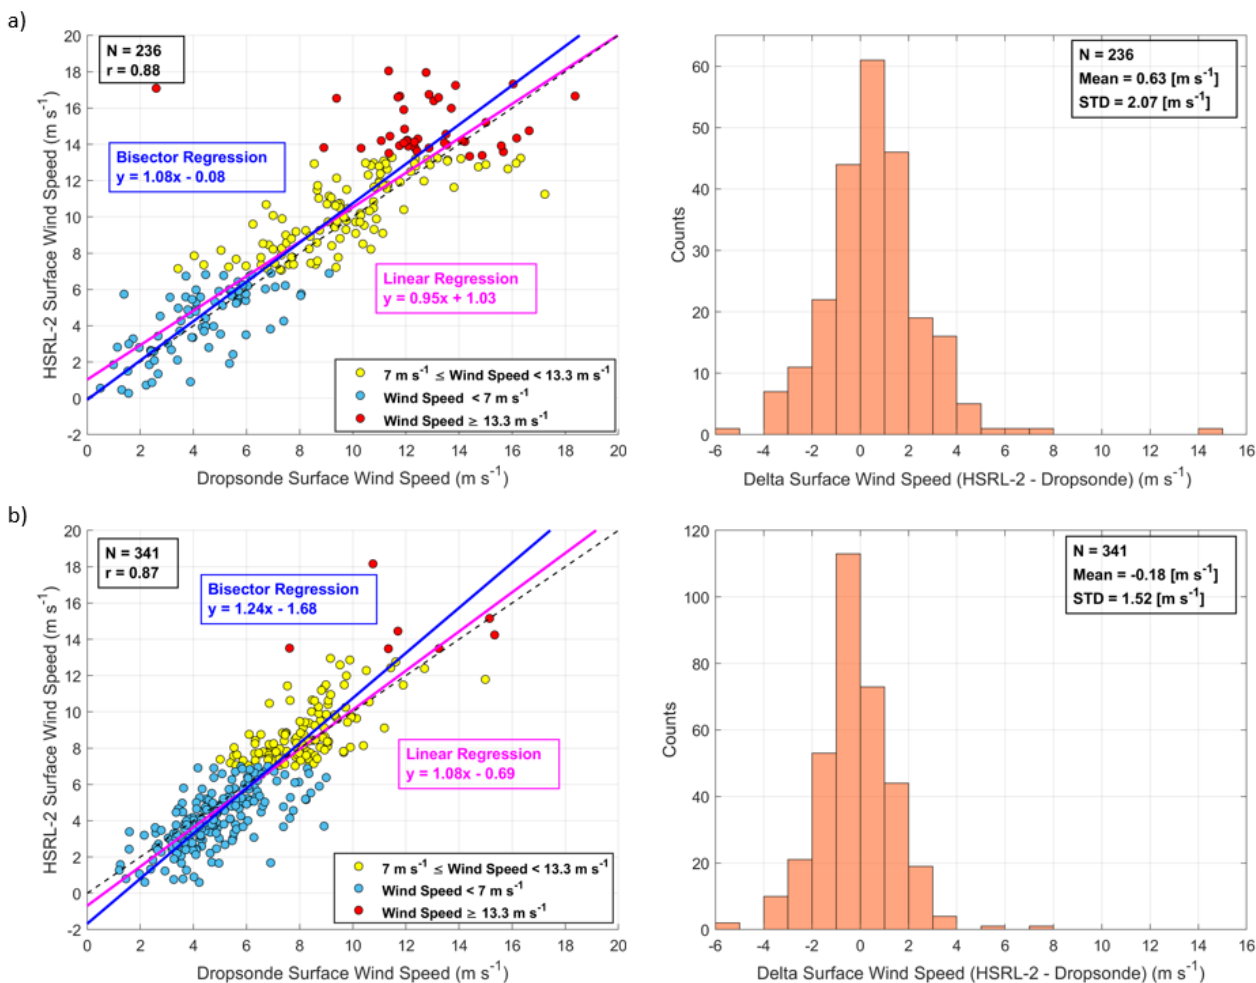 a)
N = 236
r = 0.88
Bisector Regression
y = 1.08x - 0.08
Linear Regression
y = 0.95x + 1.03
7 m s⁻¹ ≤ Wind Speed < 13.3 m s⁻¹
Wind Speed < 7 m s⁻¹
Wind Speed ≥ 13.3 m s⁻¹
HSRL-2 Surface Wind Speed (m s⁻¹)
20
18
16
14
12
10
8
6
4
2
0
-2
0 2 4 6 8 10 12 14 16 18 20
Dropsonde Surface Wind Speed (m s⁻¹)
N = 236
Mean = 0.63 [m s⁻¹]
STD = 2.07 [m s⁻¹]
Counts
60
50
40
30
20
10
0
-6 -4 -2 0 2 4 6 8 10 12 14 16
Delta Surface Wind Speed (HSRL-2 - Dropsonde) (m s⁻¹)
b)
N = 341
r = 0.87
Bisector Regression
y = 1.24x - 1.68
Linear Regression
y = 1.08x - 0.69
7 m s⁻¹ ≤ Wind Speed < 13.3 m s⁻¹
Wind Speed < 7 m s⁻¹
Wind Speed ≥ 13.3 m s⁻¹
HSRL-2 Surface Wind Speed (m s⁻¹)
20
18
16
14
12
10
8
6
4
2
0
-2
0 2 4 6 8 10 12 14 16 18 20
Dropsonde Surface Wind Speed (m s⁻¹)
N = 341
Mean = -0.18 [m s⁻¹]
STD = 1.52 [m s⁻¹]
Counts
120
100
80
60
40
20
0
-6 -4 -2 0 2 4 6 8 10 12 14 16
Delta Surface Wind Speed (HSRL-2 - Dropsonde) (m s⁻¹)